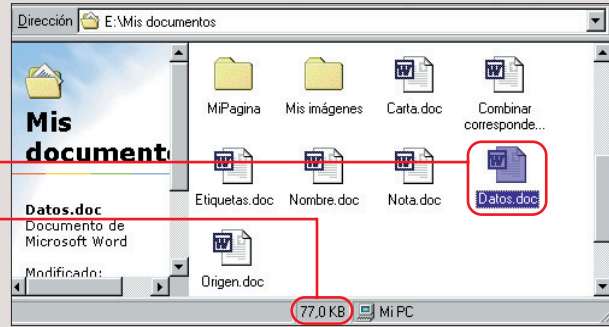 Dirección E:\Mis documentos
Mis
document
Datos.doc
Documento de
Microsoft Word
Modificado:
MiPagina Mis imágenes Carta.doc Combinar
corresponde...
Etiquetas.doc Nombre.doc Nota.doc Datos.doc
Origen.doc
77,0 KB Mi PC